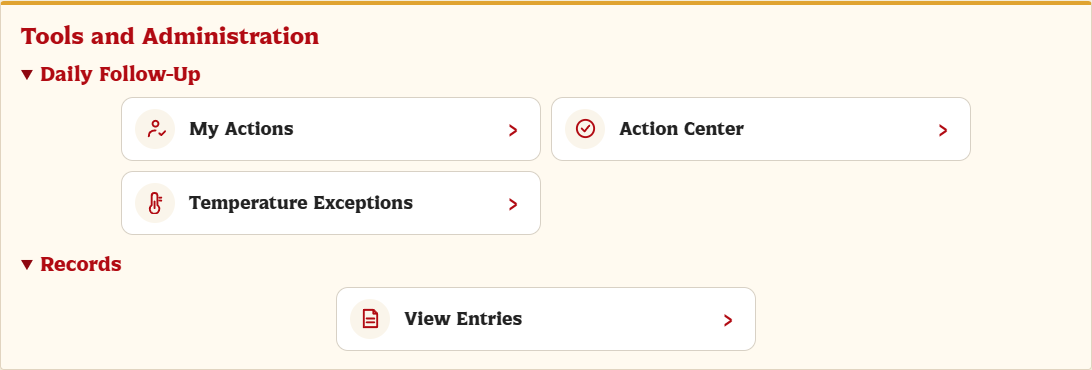 Tools and Administration
Daily Follow-Up
My Actions
Action Center
Temperature Exceptions
Records
View Entries